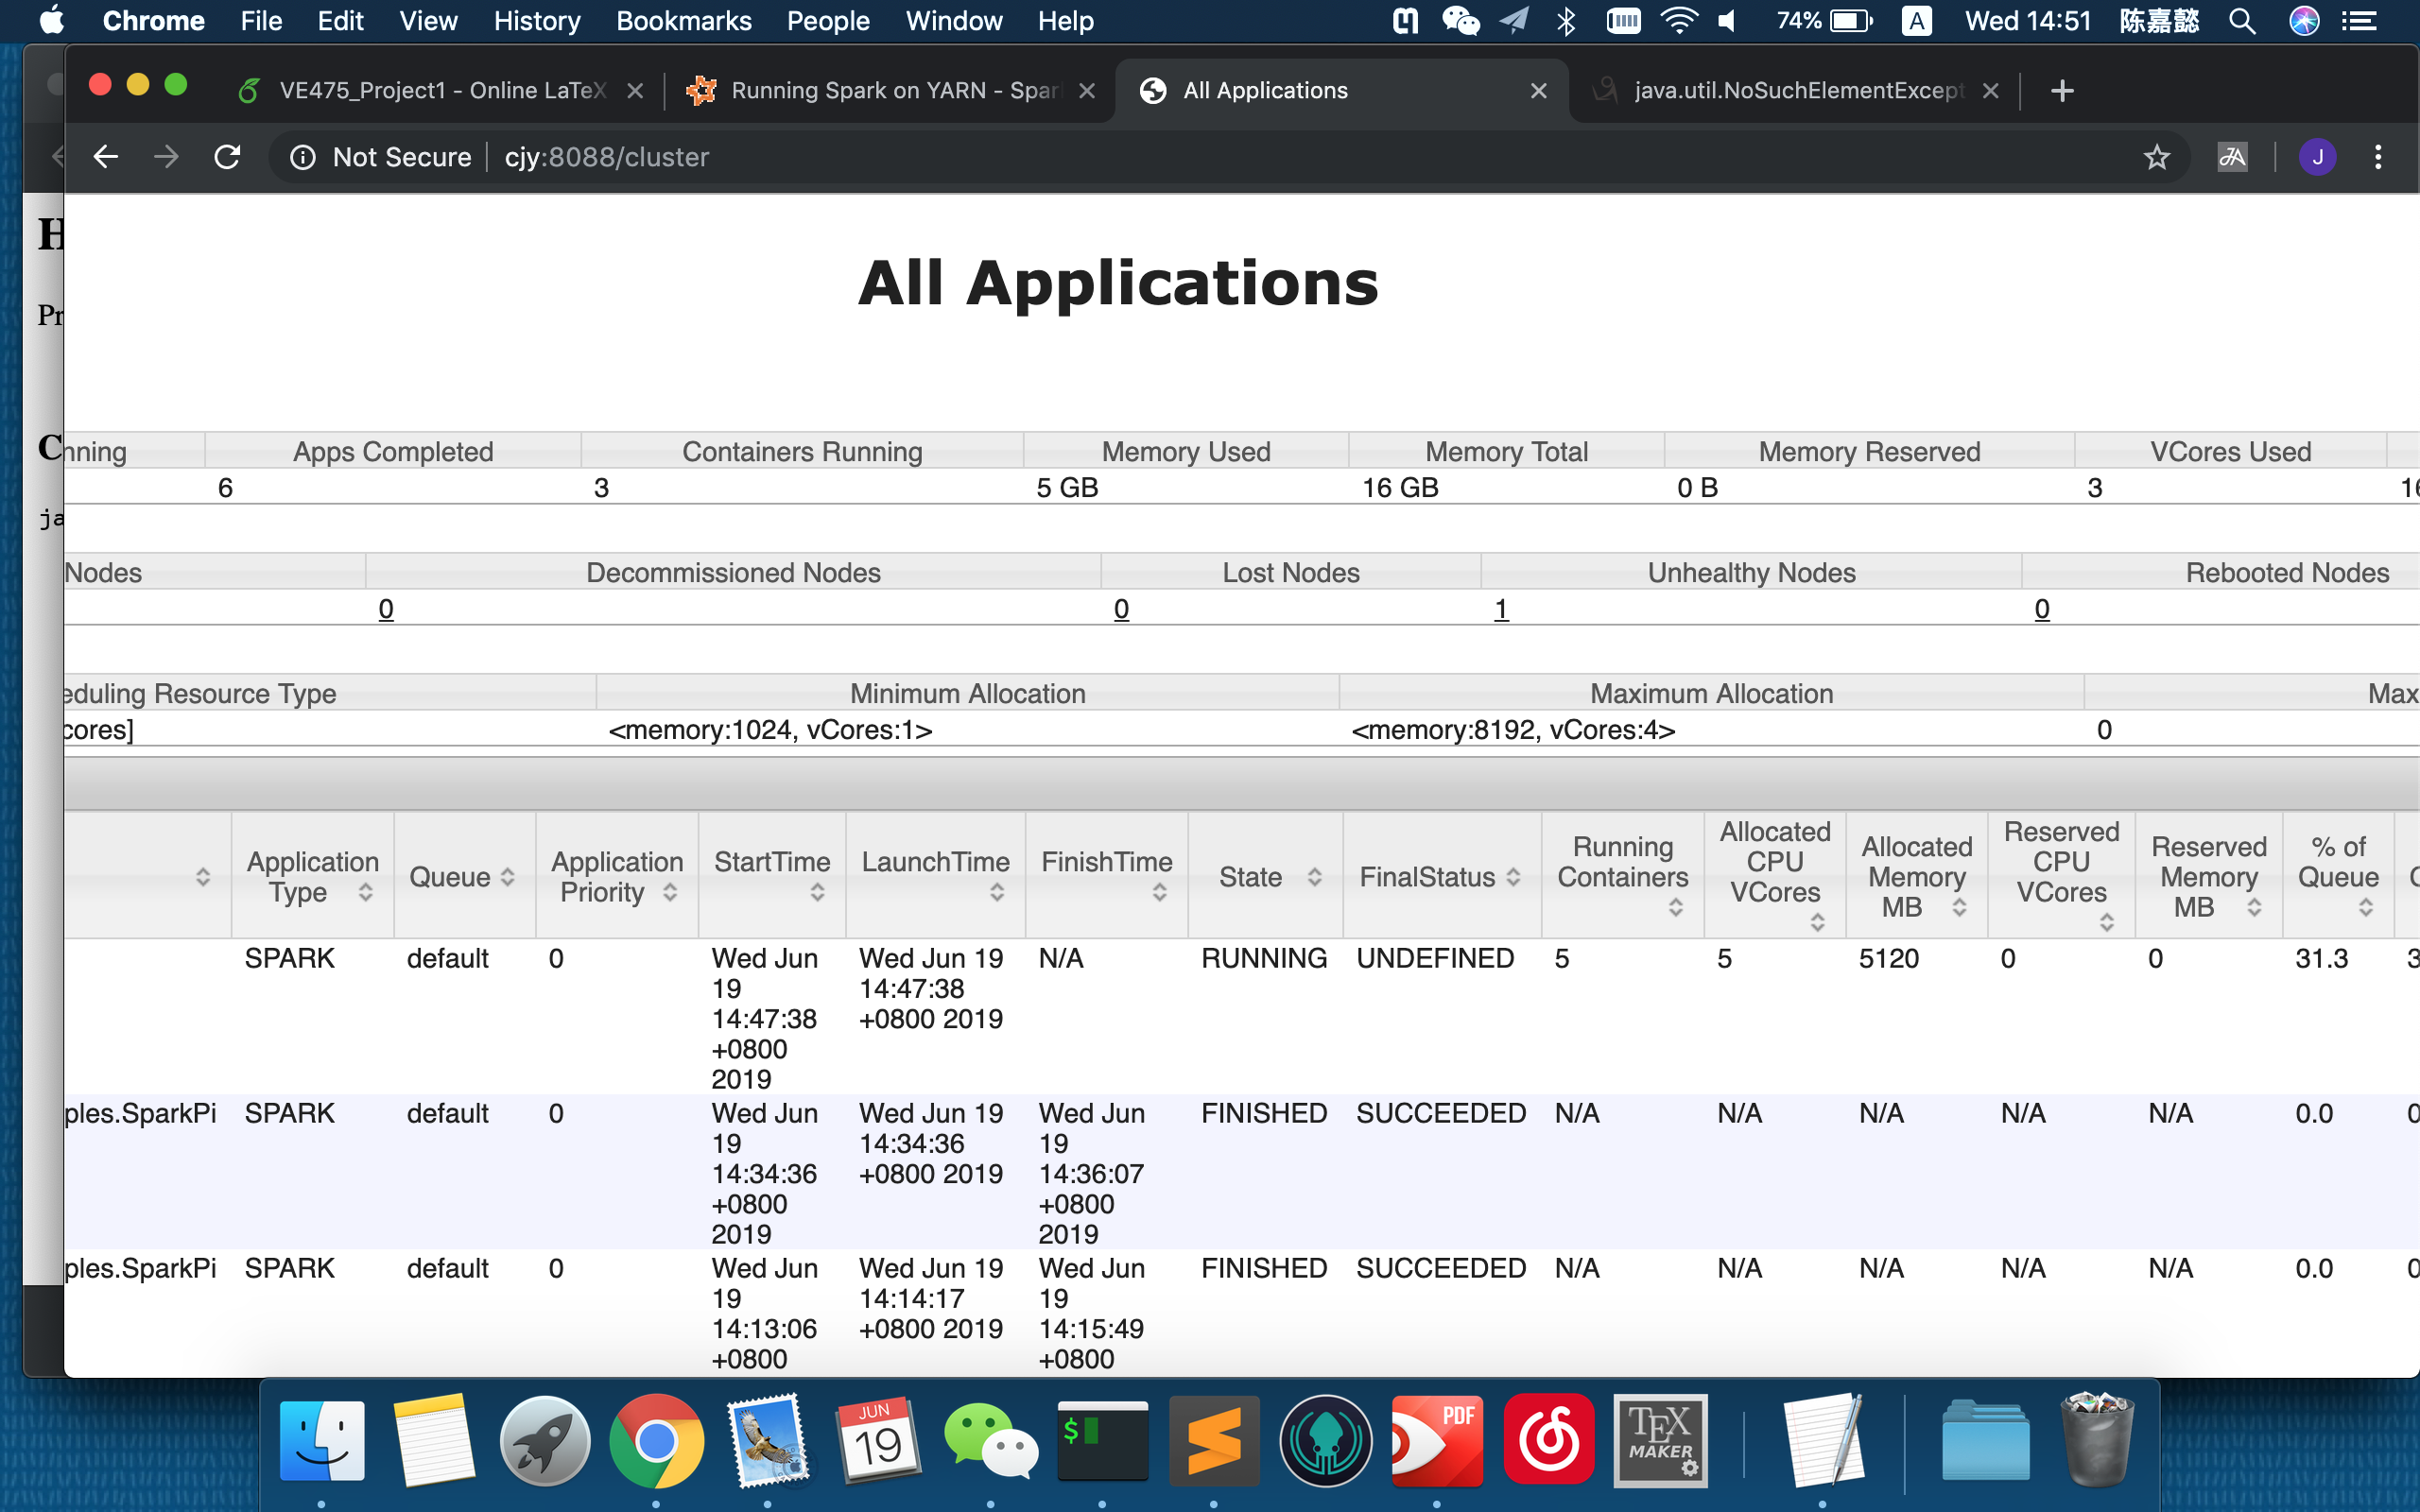 Chrome File Edit View History Bookmarks People Window Help 74% A Wed 14:51 陈嘉懿
VE475_Project1 - Online LaTeX Running Spark on YARN - Spar All Applications java.util.NoSuchElementExcept
Not Secure cjy:8088/cluster JA J
H
All Applications
Pr
C
nning Apps Completed Containers Running Memory Used Memory Total Memory Reserved VCores Used
6 3 5 GB 16 GB 0 B 3 16
ja
Nodes Decommissioned Nodes Lost Nodes Unhealthy Nodes Rebooted Nodes
0 0 1 0
eduling Resource Type Minimum Allocation Maximum Allocation Max
cores] <memory:1024, vCores:1> <memory:8192, vCores:4> 0
Application Type Queue Application Priority StartTime LaunchTime FinishTime State FinalStatus Running Containers Allocated CPU VCores Allocated Memory MB Reserved CPU VCores Reserved Memory MB % of Queue C
SPARK default 0 Wed Jun Wed Jun 19 N/A RUNNING UNDEFINED 5 5 5120 0 0 31.3 3
19 14:47:38
14:47:38 +0800 2019
+0800
2019
ples.SparkPi SPARK default 0 Wed Jun Wed Jun 19 Wed Jun FINISHED SUCCEEDED N/A N/A N/A N/A N/A 0.0 0
19 14:34:36 19
14:34:36 +0800 2019 14:36:07
+0800 +0800
2019 2019
ples.SparkPi SPARK default 0 Wed Jun Wed Jun 19 Wed Jun FINISHED SUCCEEDED N/A N/A N/A N/A N/A 0.0 0
19 14:14:17 19
14:13:06 +0800 2019 14:15:49
+0800 +0800
JUN
19
$
PDF
TEX
MAKER